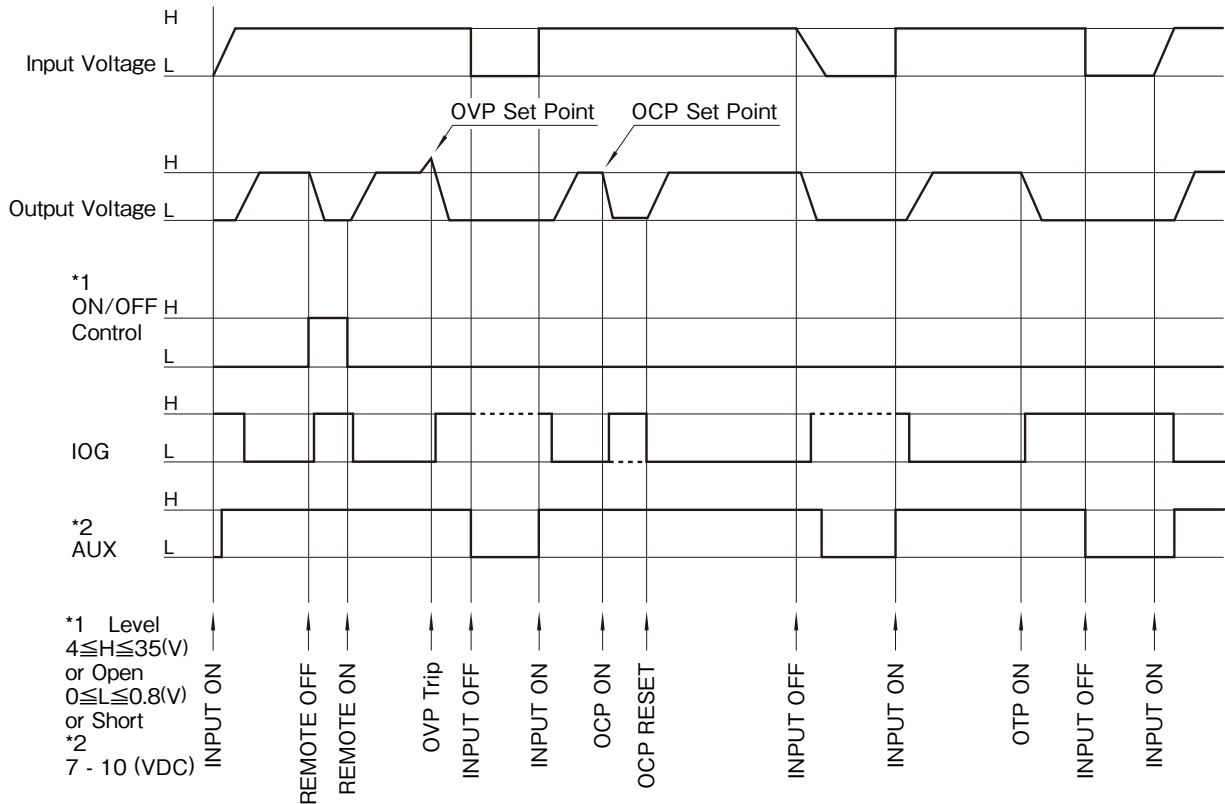 H
Input Voltage L
OVP Set Point
OCP Set Point
H
Output Voltage L
*1
ON/OFF H
Control
L
H
IOG
L
H
*2
AUX
L
*1 Level
4≦H≦35(V)
or Open
0≦L≦0.8(V)
or Short
*2
7 - 10 (VDC)
INPUT ON
REMOTE OFF
REMOTE ON
OVP Trip
INPUT OFF
INPUT ON
OCP ON
OCP RESET
INPUT OFF
INPUT ON
OTP ON
INPUT OFF
INPUT ON